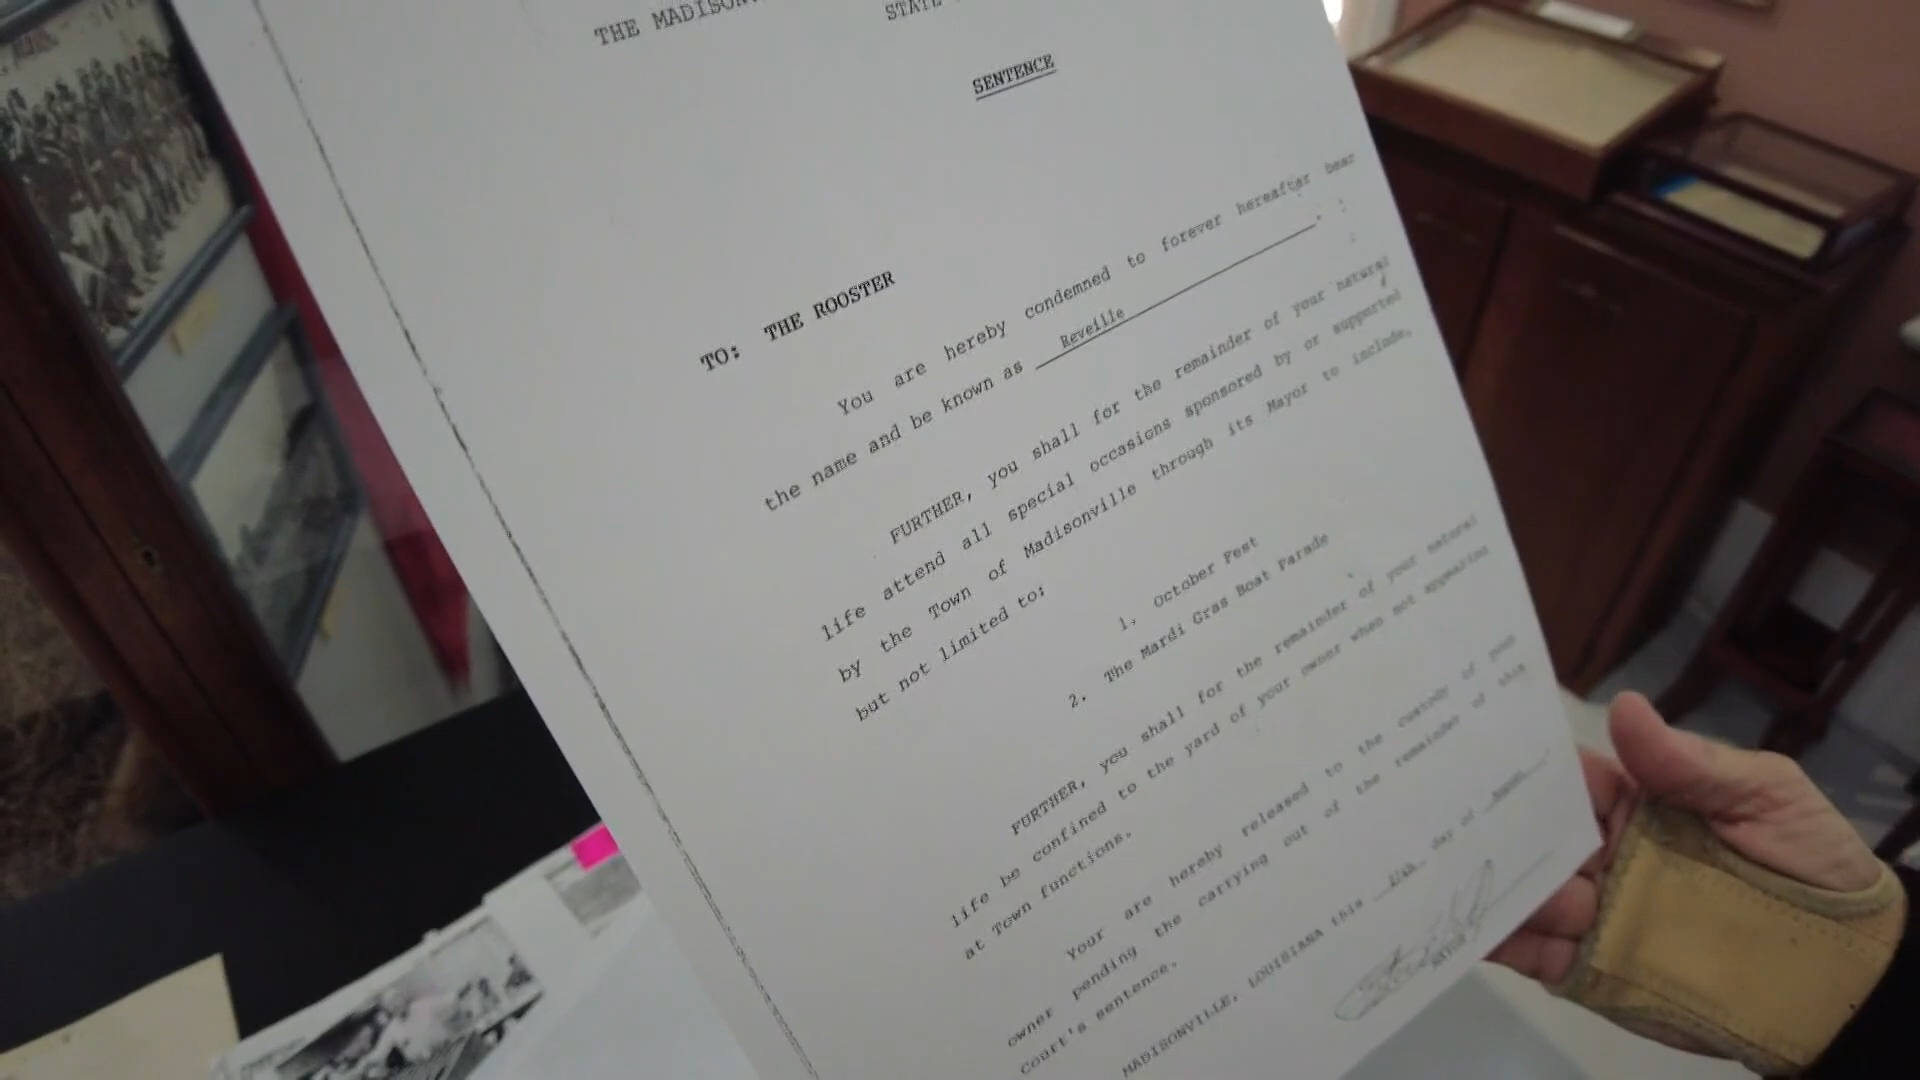 THE MADISON
STATE
SENTENCE
TO: THE ROOSTER
You are hereby condemned to forever hereafter bear
the name and be known as Reveille .
FURTHER, you shall for the remainder of your natural
life attend all special occasions sponsored by or supported
by the Town of Madisonville through its Mayor to include,
but not limited to:
1. October Fest
2. The Mardi Gras Boat Parade
FURTHER, you shall for the remainder of your natural
life be confined to the yard of your owner when not appearing
at Town functions.
Your are hereby released to the custody of your
owner pending the carrying out of the remainder of this
Court's sentence.
MADISONVILLE, LOUISIANA this day of
MAYOR